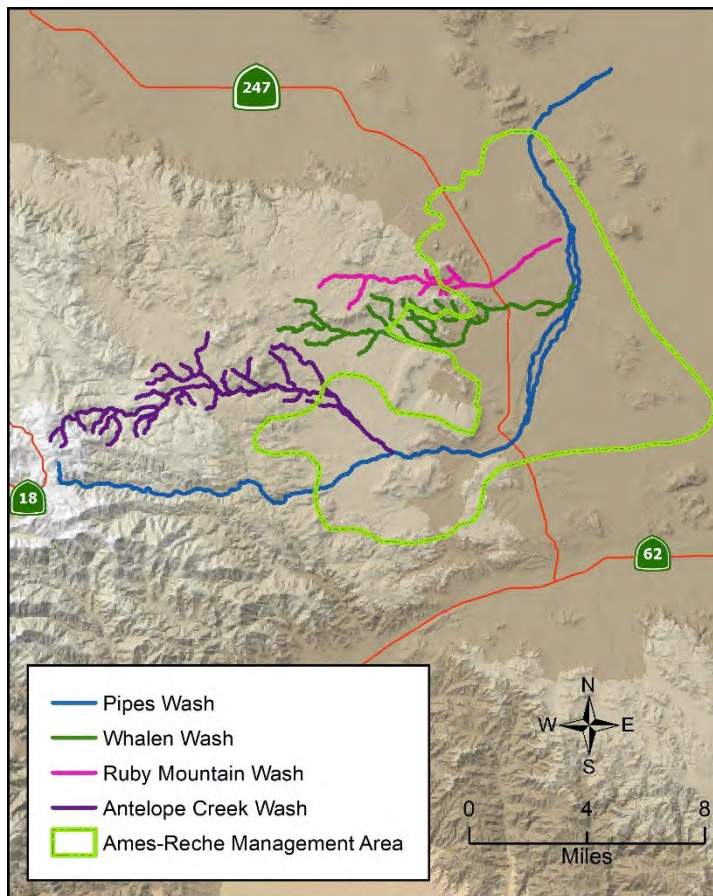 247
18
62
Pipes Wash
Whalen Wash
Ruby Mountain Wash
Antelope Creek Wash
Ames-Reche Management Area
N
W E
S
0 4 8
Miles